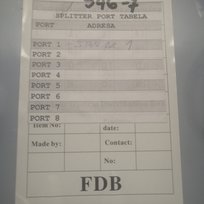 346-7
SPLITTER PORT TABELA
PORT ADRESA
PORT 1
PORT 2
PORT 3
PORT 4
PORT 5
PORT 6
PORT 7
PORT 8
Item No: date:
Made by: Contact:
No:
FDB